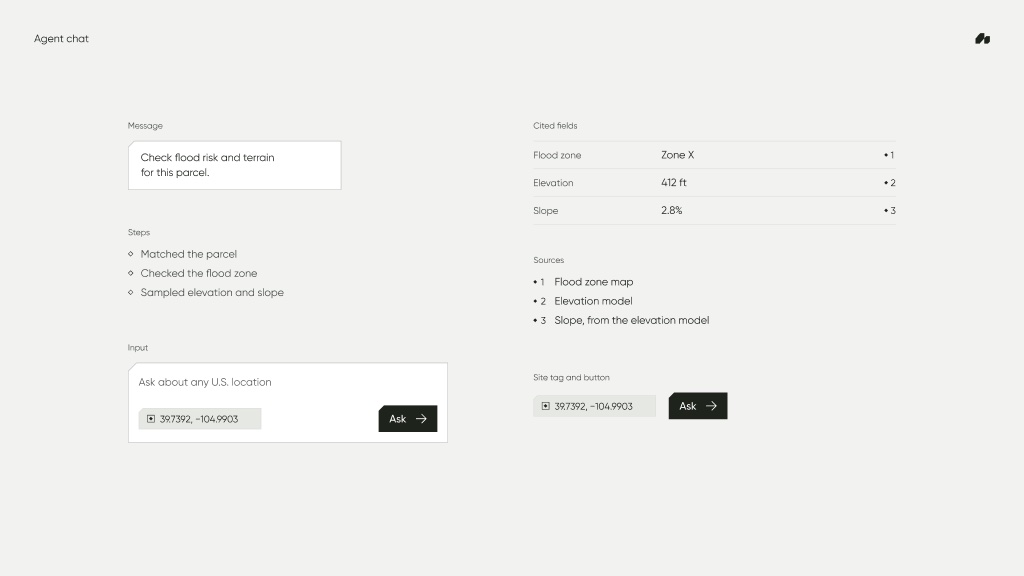 Agent chat
Message
Check flood risk and terrain
for this parcel.
Steps
Matched the parcel
Checked the flood zone
Sampled elevation and slope
Input
Ask about any U.S. location
39.7392, −104.9903
Ask
Cited fields
Flood zone Zone X 1
Elevation 412 ft 2
Slope 2.8% 3
Sources
1 Flood zone map
2 Elevation model
3 Slope, from the elevation model
Site tag and button
39.7392, −104.9903
Ask